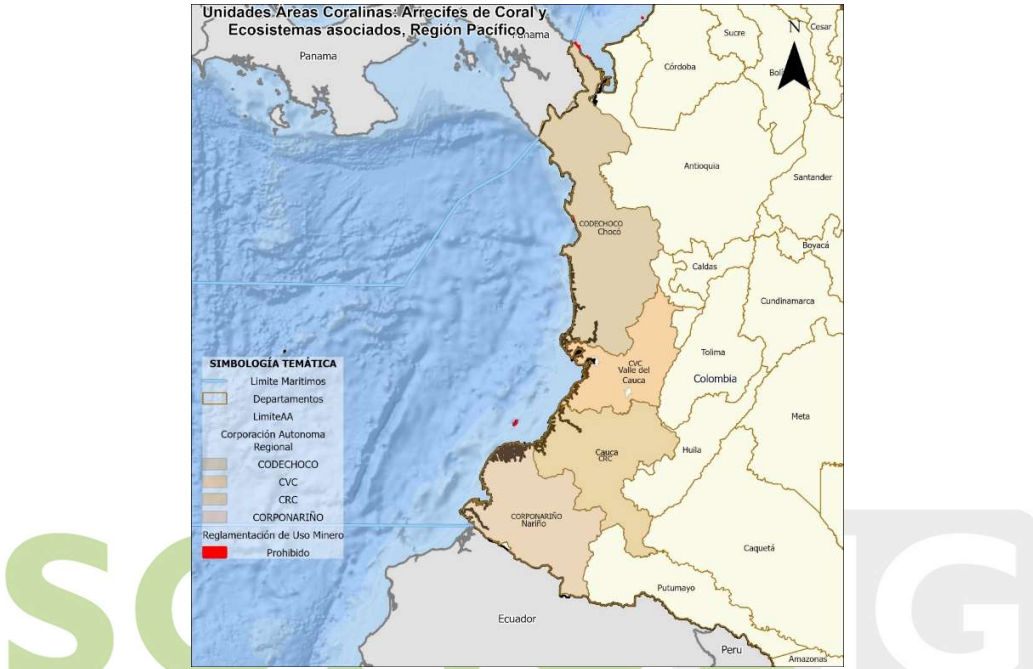 Unidades Áreas Coralinas: Arrecifes de Coral y
Ecosistemas asociados, Región Pacífico
Panama
Panama
N
Sucre
Cesar
Córdoba
Antioquia
Santander
CODECHOCO
Chocó
Boyacá
Caldas
Cundinamarca
CVC
Valle del
Cauca
Tolima
Colombia
Meta
Cauca
CRC
Huila
CORPONARIÑO
Nariño
Caquetá
Putumayo
Ecuador
Peru
Amazonas
SIMBOLOGÍA TEMÁTICA
Limite Maritimos
Departamentos
LimiteAA
Corporación Autonoma
Regional
CODECHOCO
CVC
CRC
CORPONARIÑO
Reglamentación de Uso Minero
Prohibido